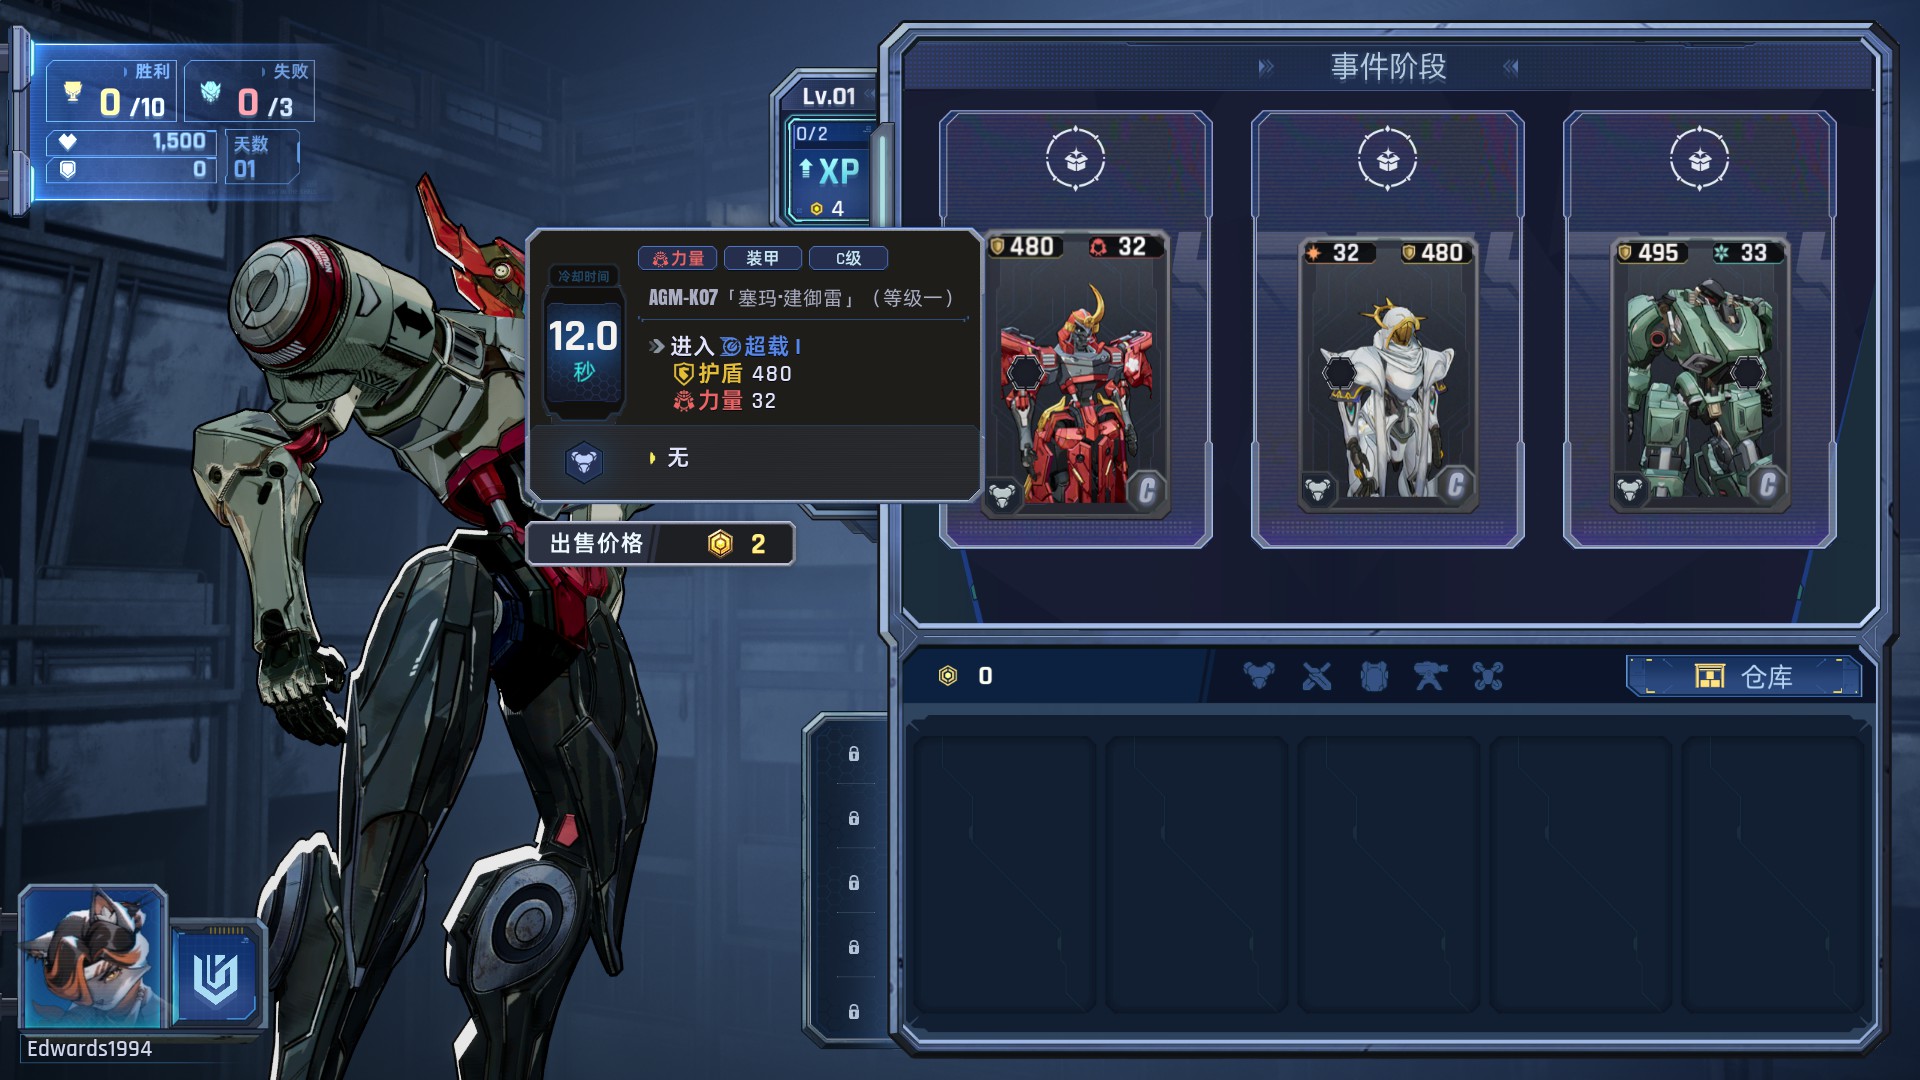 胜利
0 /10
失败
0 /3
1,500
0
天数
01
Lv.01
0/2
XP
4
事件阶段
480
32
C
32
480
C
495
33
C
力量
装甲
C级
冷却时间
12.0
秒
AGM-K07「塞玛·建御雷」（等级一）
进入 超载 I
护盾 480
力量 32
无
出售价格
2
0
仓库
Edwards1994